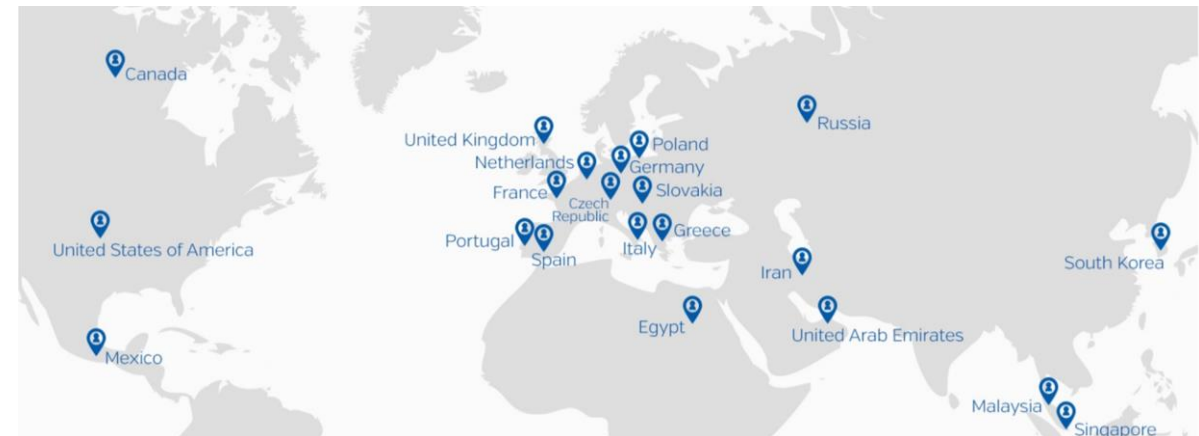 Canada
Russia
United Kingdom
Poland
Netherlands
Germany
France
Slovakia
Czech
Republic
United States of America
Portugal
Spain
Italy
Greece
South Korea
Iran
Egypt
United Arab Emirates
Mexico
Malaysia
Singapore